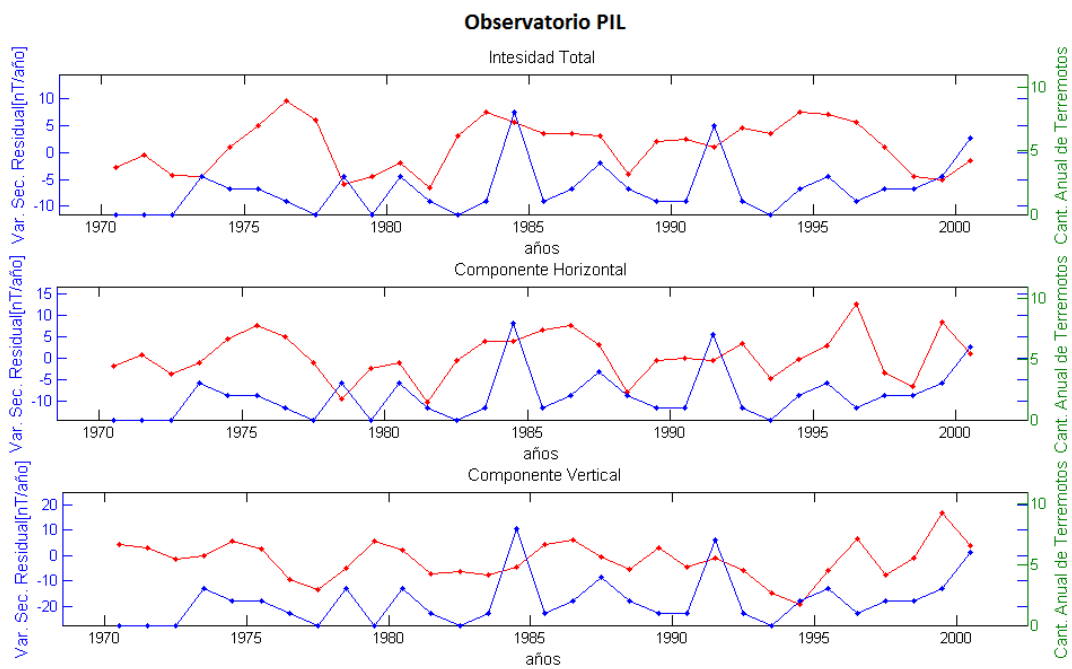 Observatorio PIL
Intesidad Total
Var. Sec. Residual[nT/año]
10
5
0
-5
-10
Cant. Anual de Terremotos
10
5
0
1970 1975 1980 1985 1990 1995 2000
años
Componente Horizontal
Var. Sec. Residual[nT/año]
15
10
5
0
-5
-10
Cant. Anual de Terremotos
10
5
0
1970 1975 1980 1985 1990 1995 2000
años
Componente Vertical
Var. Sec. Residual[nT/año]
20
10
0
-10
-20
Cant. Anual de Terremotos
10
5
0
1970 1975 1980 1985 1990 1995 2000
años